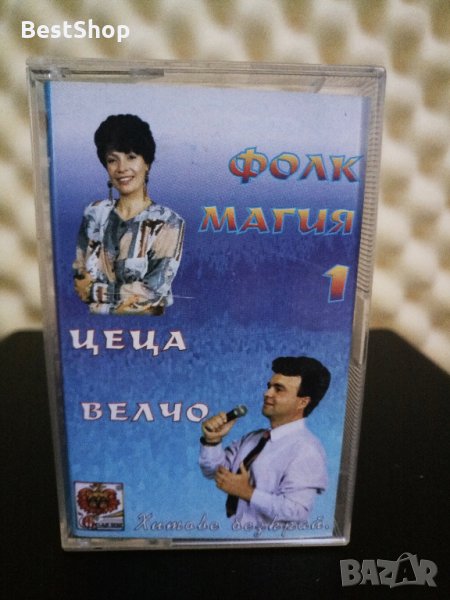 BestShop
ФОЛК
МАГИЯ
1
ЦЕЦА
ВЕЛЧО
Хитове без край.
BAZAR